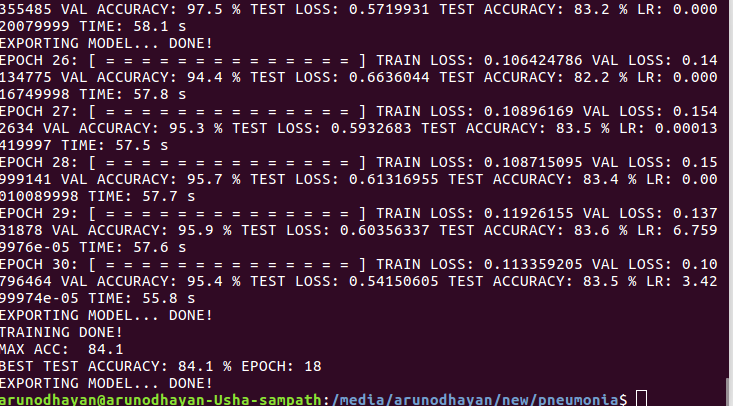 355485 VAL ACCURACY: 97.5 % TEST LOSS: 0.5719931 TEST ACCURACY: 83.2 % LR: 0.000
20079999 TIME: 58.1 s
EXPORTING MODEL... DONE!
EPOCH 26: [ = = = = = = = = = = = = = = ] TRAIN LOSS: 0.106424786 VAL LOSS: 0.14
134775 VAL ACCURACY: 94.4 % TEST LOSS: 0.6636044 TEST ACCURACY: 82.2 % LR: 0.000
16749998 TIME: 57.8 s
EPOCH 27: [ = = = = = = = = = = = = = = ] TRAIN LOSS: 0.10896169 VAL LOSS: 0.154
2634 VAL ACCURACY: 95.3 % TEST LOSS: 0.5932683 TEST ACCURACY: 83.5 % LR: 0.00013
419997 TIME: 57.5 s
EPOCH 28: [ = = = = = = = = = = = = = = ] TRAIN LOSS: 0.108715095 VAL LOSS: 0.15
999141 VAL ACCURACY: 95.7 % TEST LOSS: 0.61316955 TEST ACCURACY: 83.4 % LR: 0.00
010089998 TIME: 57.7 s
EPOCH 29: [ = = = = = = = = = = = = = = ] TRAIN LOSS: 0.11926155 VAL LOSS: 0.137
31878 VAL ACCURACY: 95.9 % TEST LOSS: 0.60356337 TEST ACCURACY: 83.6 % LR: 6.759
9976e-05 TIME: 57.6 s
EPOCH 30: [ = = = = = = = = = = = = = = ] TRAIN LOSS: 0.113359205 VAL LOSS: 0.10
796464 VAL ACCURACY: 95.4 % TEST LOSS: 0.54150605 TEST ACCURACY: 83.5 % LR: 3.42
99974e-05 TIME: 55.8 s
EXPORTING MODEL... DONE!
TRAINING DONE!
MAX ACC:  84.1
BEST TEST ACCURACY: 84.1 % EPOCH: 18
EXPORTING MODEL... DONE!
arunodhayan@arunodhayan-Usha-sampath:/media/arunodhayan/new/pneumonia$